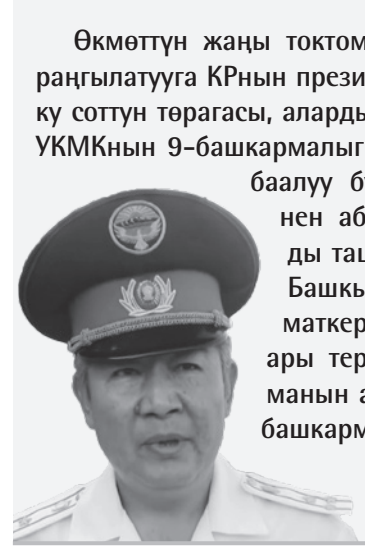 Өкмөттүн жаңы токтом
раңгылатууга КРнын прези
ку соттун төрагасы, аларды
УКМКнын 9-башкармалыг
баалуу б
нен аб
ды таш
Башкы
маткер
ары тер
манын а
башкарм